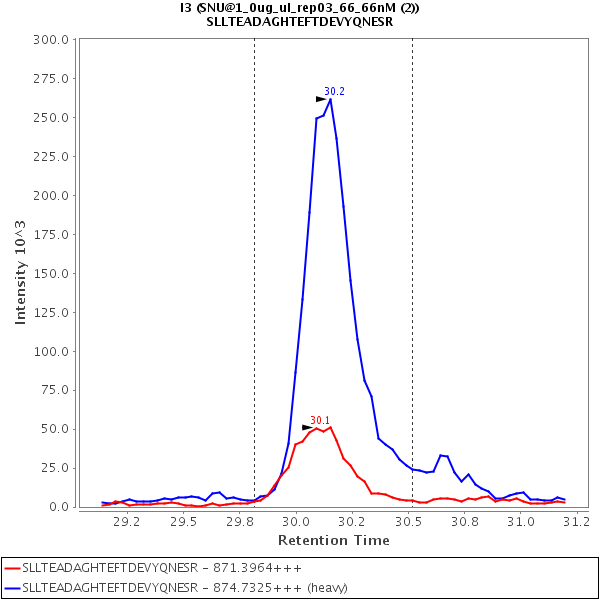 I3 (SNU@1_0ug_ul_rep03_66_66nM (2))
SLLTEADAGHTEFTDEVYQNESR
300.0
275.0
250.0
225.0
200.0
175.0
150.0
125.0
100.0
75.0
50.0
25.0
0.0
Intensity 10^3
30.2
30.1
29.2 29.5 29.8 30.0 30.2 30.5 30.8 31.0 31.2
Retention Time
SLLTEADAGHTEFTDEVYQNESR - 871.3964+++
SLLTEADAGHTEFTDEVYQNESR - 874.7325+++ (heavy)